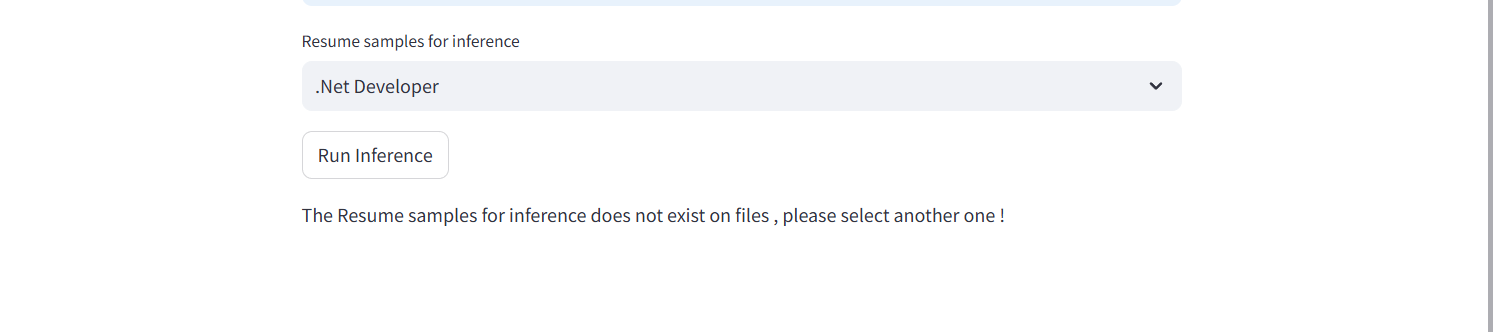 Resume samples for inference
.Net Developer
Run Inference
The Resume samples for inference does not exist on files , please select another one !